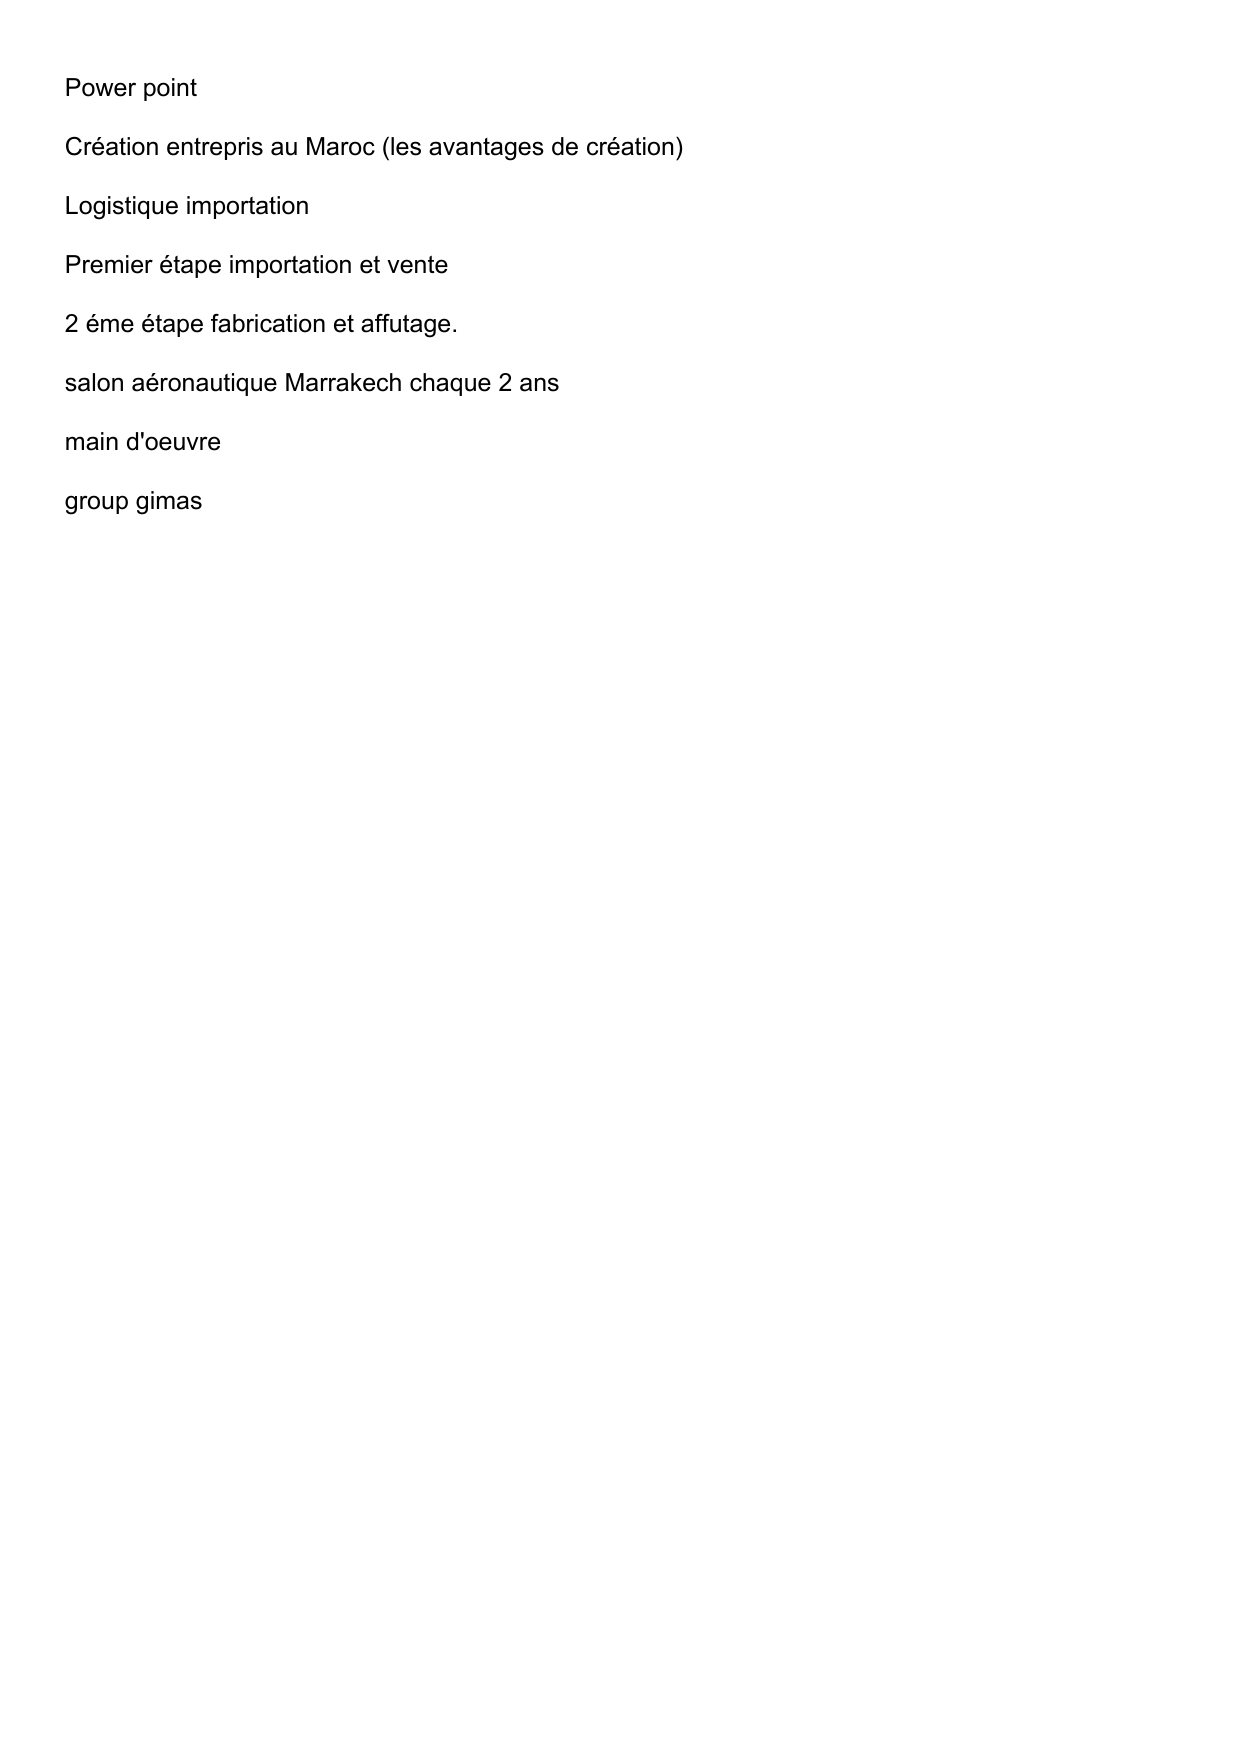 Power point
Création entrepris au Maroc (les avantages de création)
Logistique importation
Premier étape importation et vente
2 éme étape fabrication et affutage.
salon aéronautique Marrakech chaque 2 ans
main d'oeuvre
group gimas